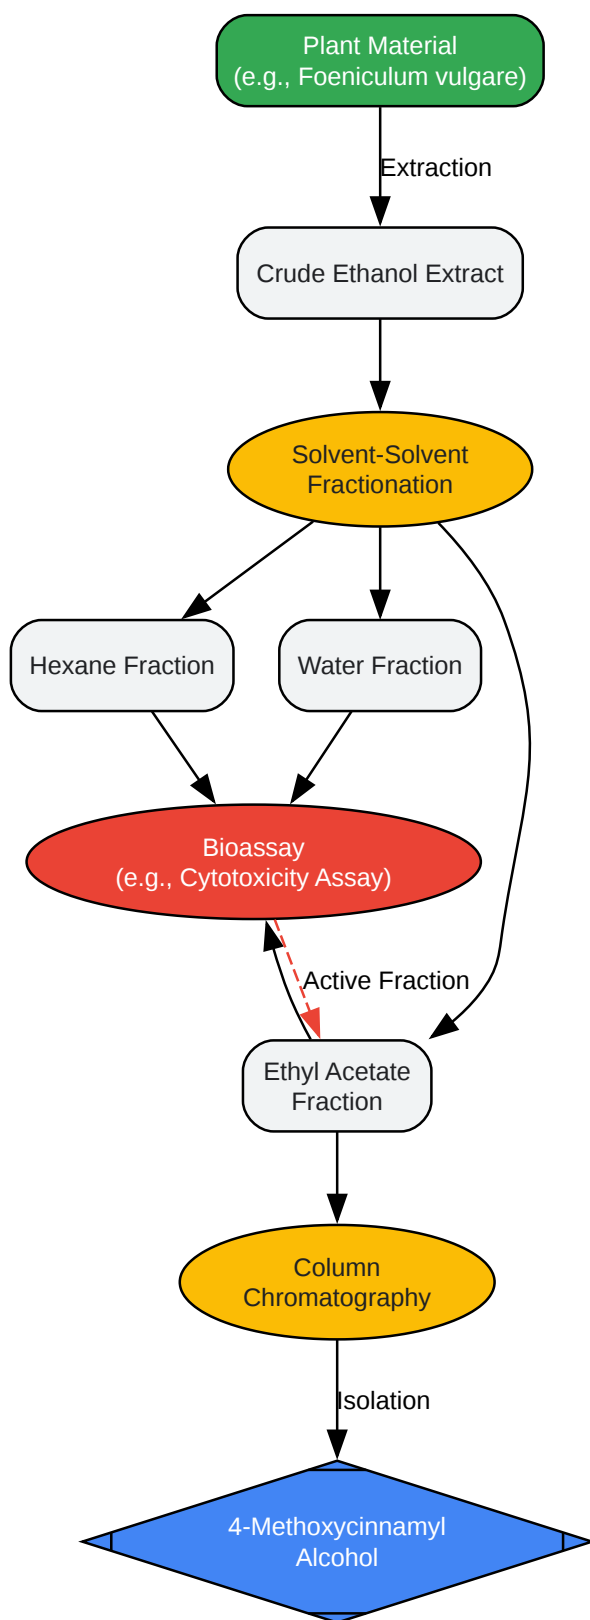 Plant Material
(e.g., Foeniculum vulgare)
Extraction
Crude Ethanol Extract
Solvent-Solvent
Fractionation
Hexane Fraction
Water Fraction
Bioassay
(e.g., Cytotoxicity Assay)
Active Fraction
Ethyl Acetate
Fraction
Column
Chromatography
Isolation
4-Methoxycinnamyl
Alcohol